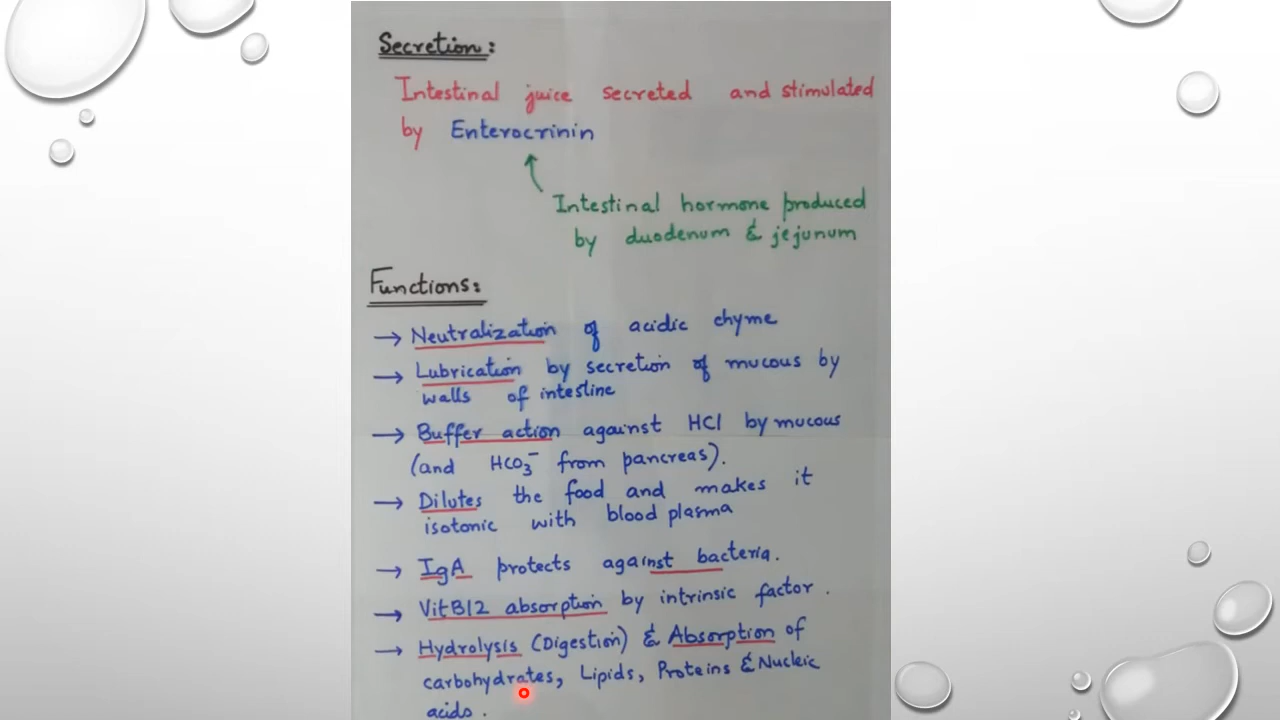 Secretion:
Intestinal juice secreted and stimulated
by Enterocrinin
Intestinal hormone produced
by duodenum & jejunum
Functions:
→ Neutralization of acidic chyme
→ Lubrication by secretion of mucous by
walls of intestine
→ Buffer action against HCl by mucous
(and HCO₃⁻ from pancreas).
→ Dilutes the food and makes it
isotonic with blood plasma
→ IgA protects against bacteria.
→ VitB12 absorption by intrinsic factor.
→ Hydrolysis (Digestion) & Absorption of
carbohydrates, Lipids, Proteins & Nucleic
acids.